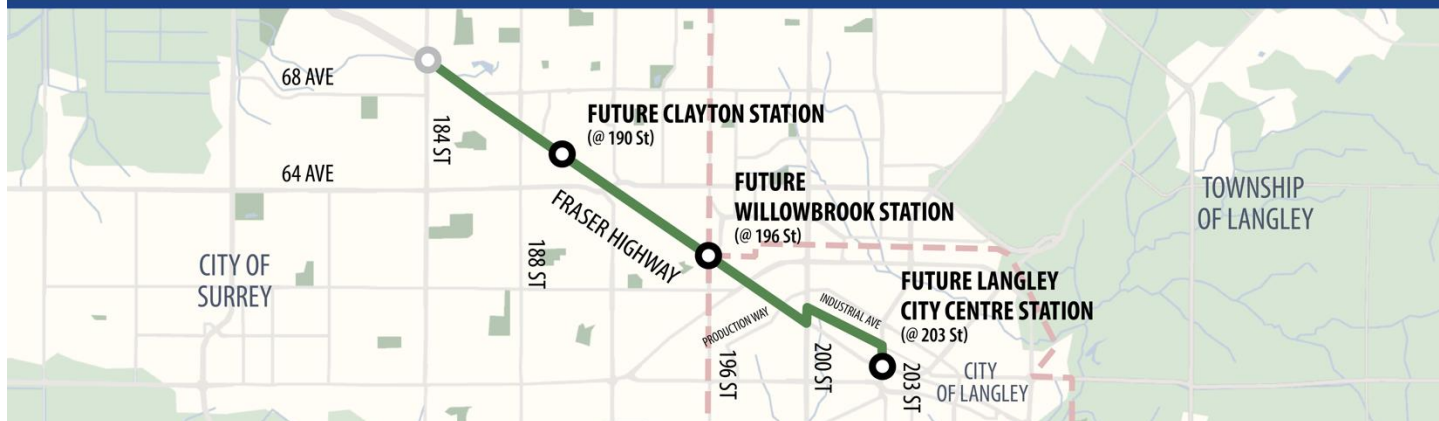 68 AVE
184 ST
FUTURE CLAYTON STATION
(@ 190 St)
64 AVE
FUTURE
WILLOWBROOK STATION
(@ 196 St)
TOWNSHIP
OF LANGLEY
FRASER HIGHWAY
188 ST
CITY OF
SURREY
FUTURE LANGLEY
CITY CENTRE STATION
(@ 203 St)
INDUSTRIAL AVE
PRODUCTION WAY
196 ST
200 ST
203 ST
CITY
OF LANGLEY